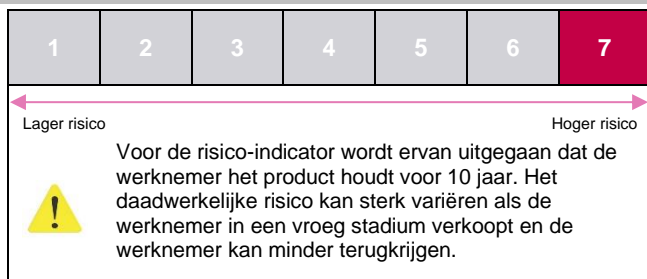 1 2 3 4 5 6 7
Lager risico Hoger risico
Voor de risico-indicator wordt ervan uitgegaan dat de
werknemer het product houdt voor 10 jaar. Het
daadwerkelijke risico kan sterk variëren als de
werknemer in een vroeg stadium verkoopt en de
werknemer kan minder terugkrijgen.